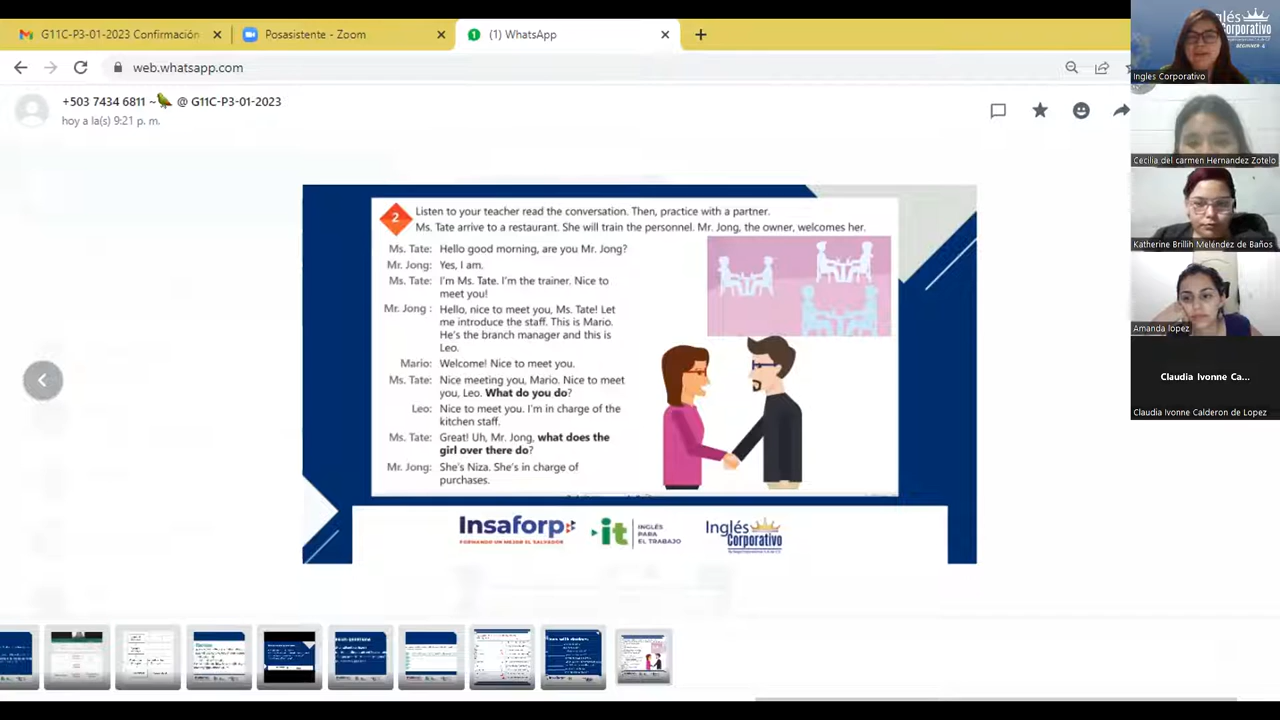 G11C-P3-01-2023 Confirmación
Posasistente - Zoom
(1) WhatsApp
web.whatsapp.com
+503 7434 6811 ~ @ G11C-P3-01-2023
hoy a la(s) 9:21 p. m.
2
Listen to your teacher read the conversation. Then, practice with a partner.
Ms. Tate arrive to a restaurant. She will train the personnel. Mr. Jong, the owner, welcomes her.
Ms. Tate: Hello good morning, are you Mr. Jong?
Mr. Jong: Yes, I am.
Ms. Tate: I'm Ms. Tate. I'm the trainer. Nice to
meet you!
Mr. Jong : Hello, nice to meet you, Ms. Tate! Let
me introduce the staff. This is Mario.
He's the branch manager and this is
Leo.
Mario: Welcome! Nice to meet you.
Ms. Tate: Nice meeting you, Mario. Nice to meet
you, Leo. What do you do?
Leo: Nice to meet you. I'm in charge of the
kitchen staff.
Ms. Tate: Great! Uh, Mr. Jong, what does the
girl over there do?
Mr. Jong: She's Niza. She's in charge of
purchases.
Insaforp
FORMANDO UN MEJOR EL SALVADOR
it
INGLÉS
PARA
EL TRABAJO
Inglés
Corporativo
Inglés
Corporativo
BEGINNER 6
Ingles Corporativo
Cecilia del carmen Hernandez Zotelo
Katherine Brillih Meléndez de Baños
Amanda lopez
Claudia Ivonne Ca...
Claudia Ivonne Calderon de Lopez